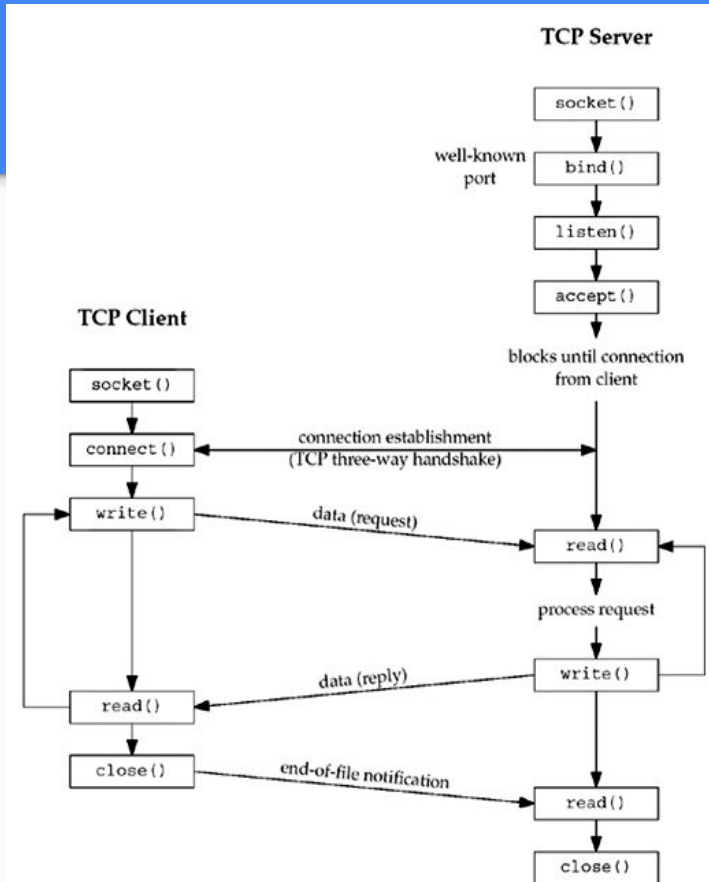 TCP Server
socket()
well-known
port
bind()
listen()
accept()
blocks until connection
from client
TCP Client
socket()
connect()
connection establishment
(TCP three-way handshake)
write()
data (request)
read()
process request
write()
data (reply)
read()
close()
end-of-file notification
read()
close()